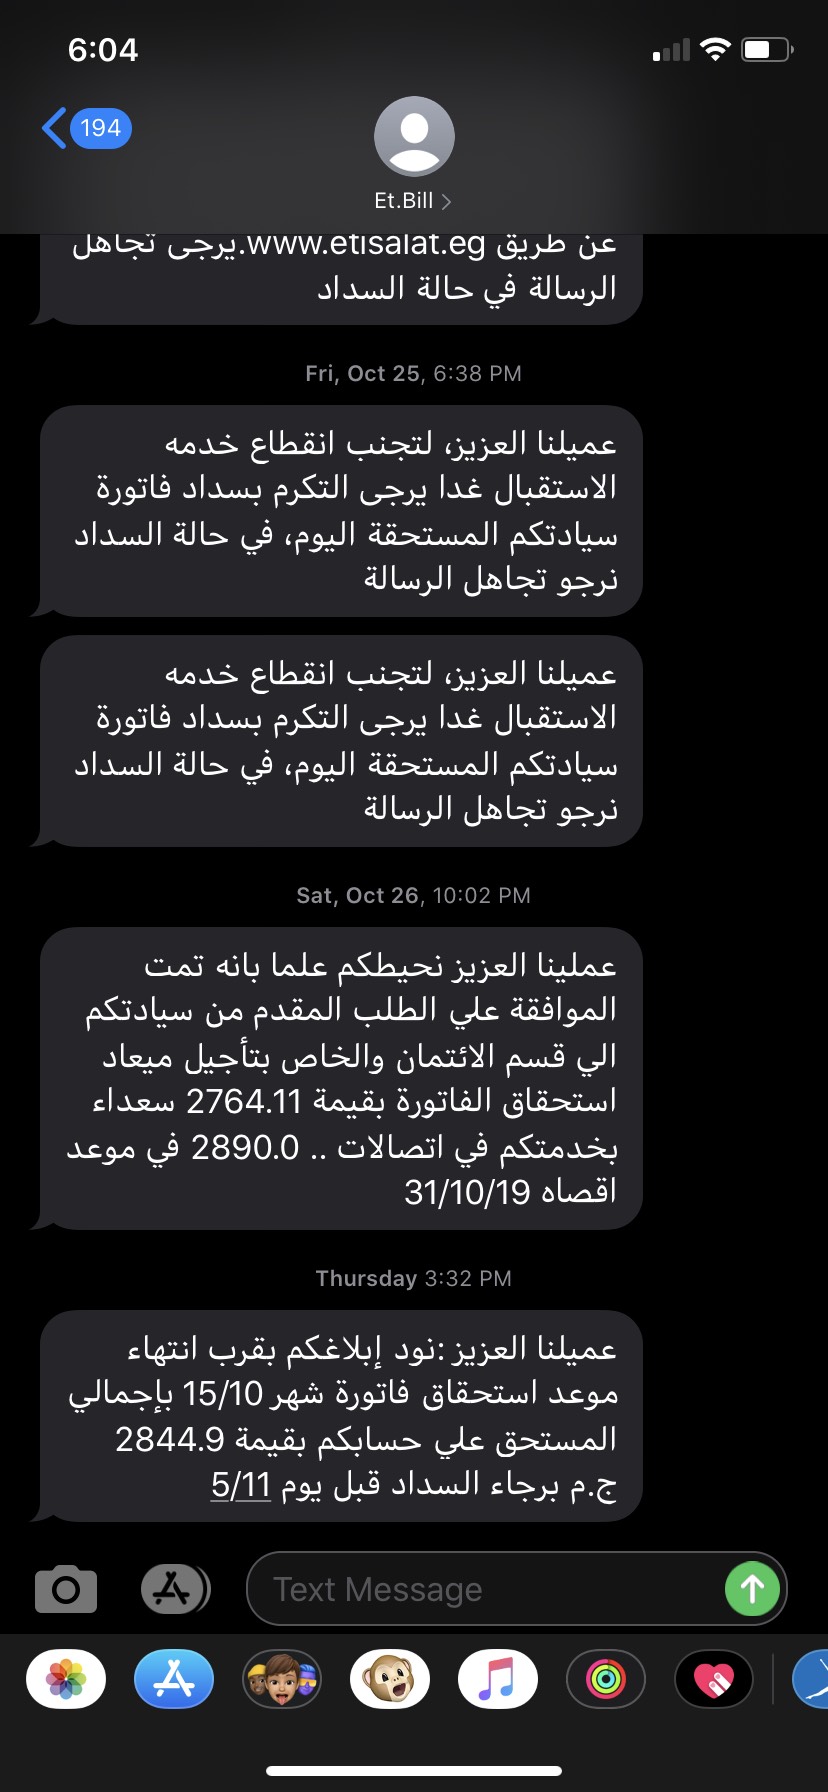 6:04
194
Et.Bill
عن طريق www.etisalat.eg.يرجى تجاهل
الرسالة في حالة السداد
Fri, Oct 25, 6:38 PM
عميلنا العزيز، لتجنب انقطاع خدمه
الاستقبال غدا يرجى التكرم بسداد فاتورة
سيادتكم المستحقة اليوم، في حالة السداد
نرجو تجاهل الرسالة
عميلنا العزيز، لتجنب انقطاع خدمه
الاستقبال غدا يرجى التكرم بسداد فاتورة
سيادتكم المستحقة اليوم، في حالة السداد
نرجو تجاهل الرسالة
Sat, Oct 26, 10:02 PM
عملينا العزيز نحيطكم علما بانه تمت
الموافقة علي الطلب المقدم من سيادتكم
الي قسم الائتمان والخاص بتأجيل ميعاد
استحقاق الفاتورة بقيمة 2764.11 سعداء
بخدمتكم في اتصالات .. 2890.0 في موعد
اقصاه 31/10/19
Thursday 3:32 PM
عميلنا العزيز:نود إبلاغكم بقرب انتهاء
موعد استحقاق فاتورة شهر 15/10 بإجمالي
المستحق علي حسابكم بقيمة 2844.9
ج.م برجاء السداد قبل يوم 5/11
Text Message